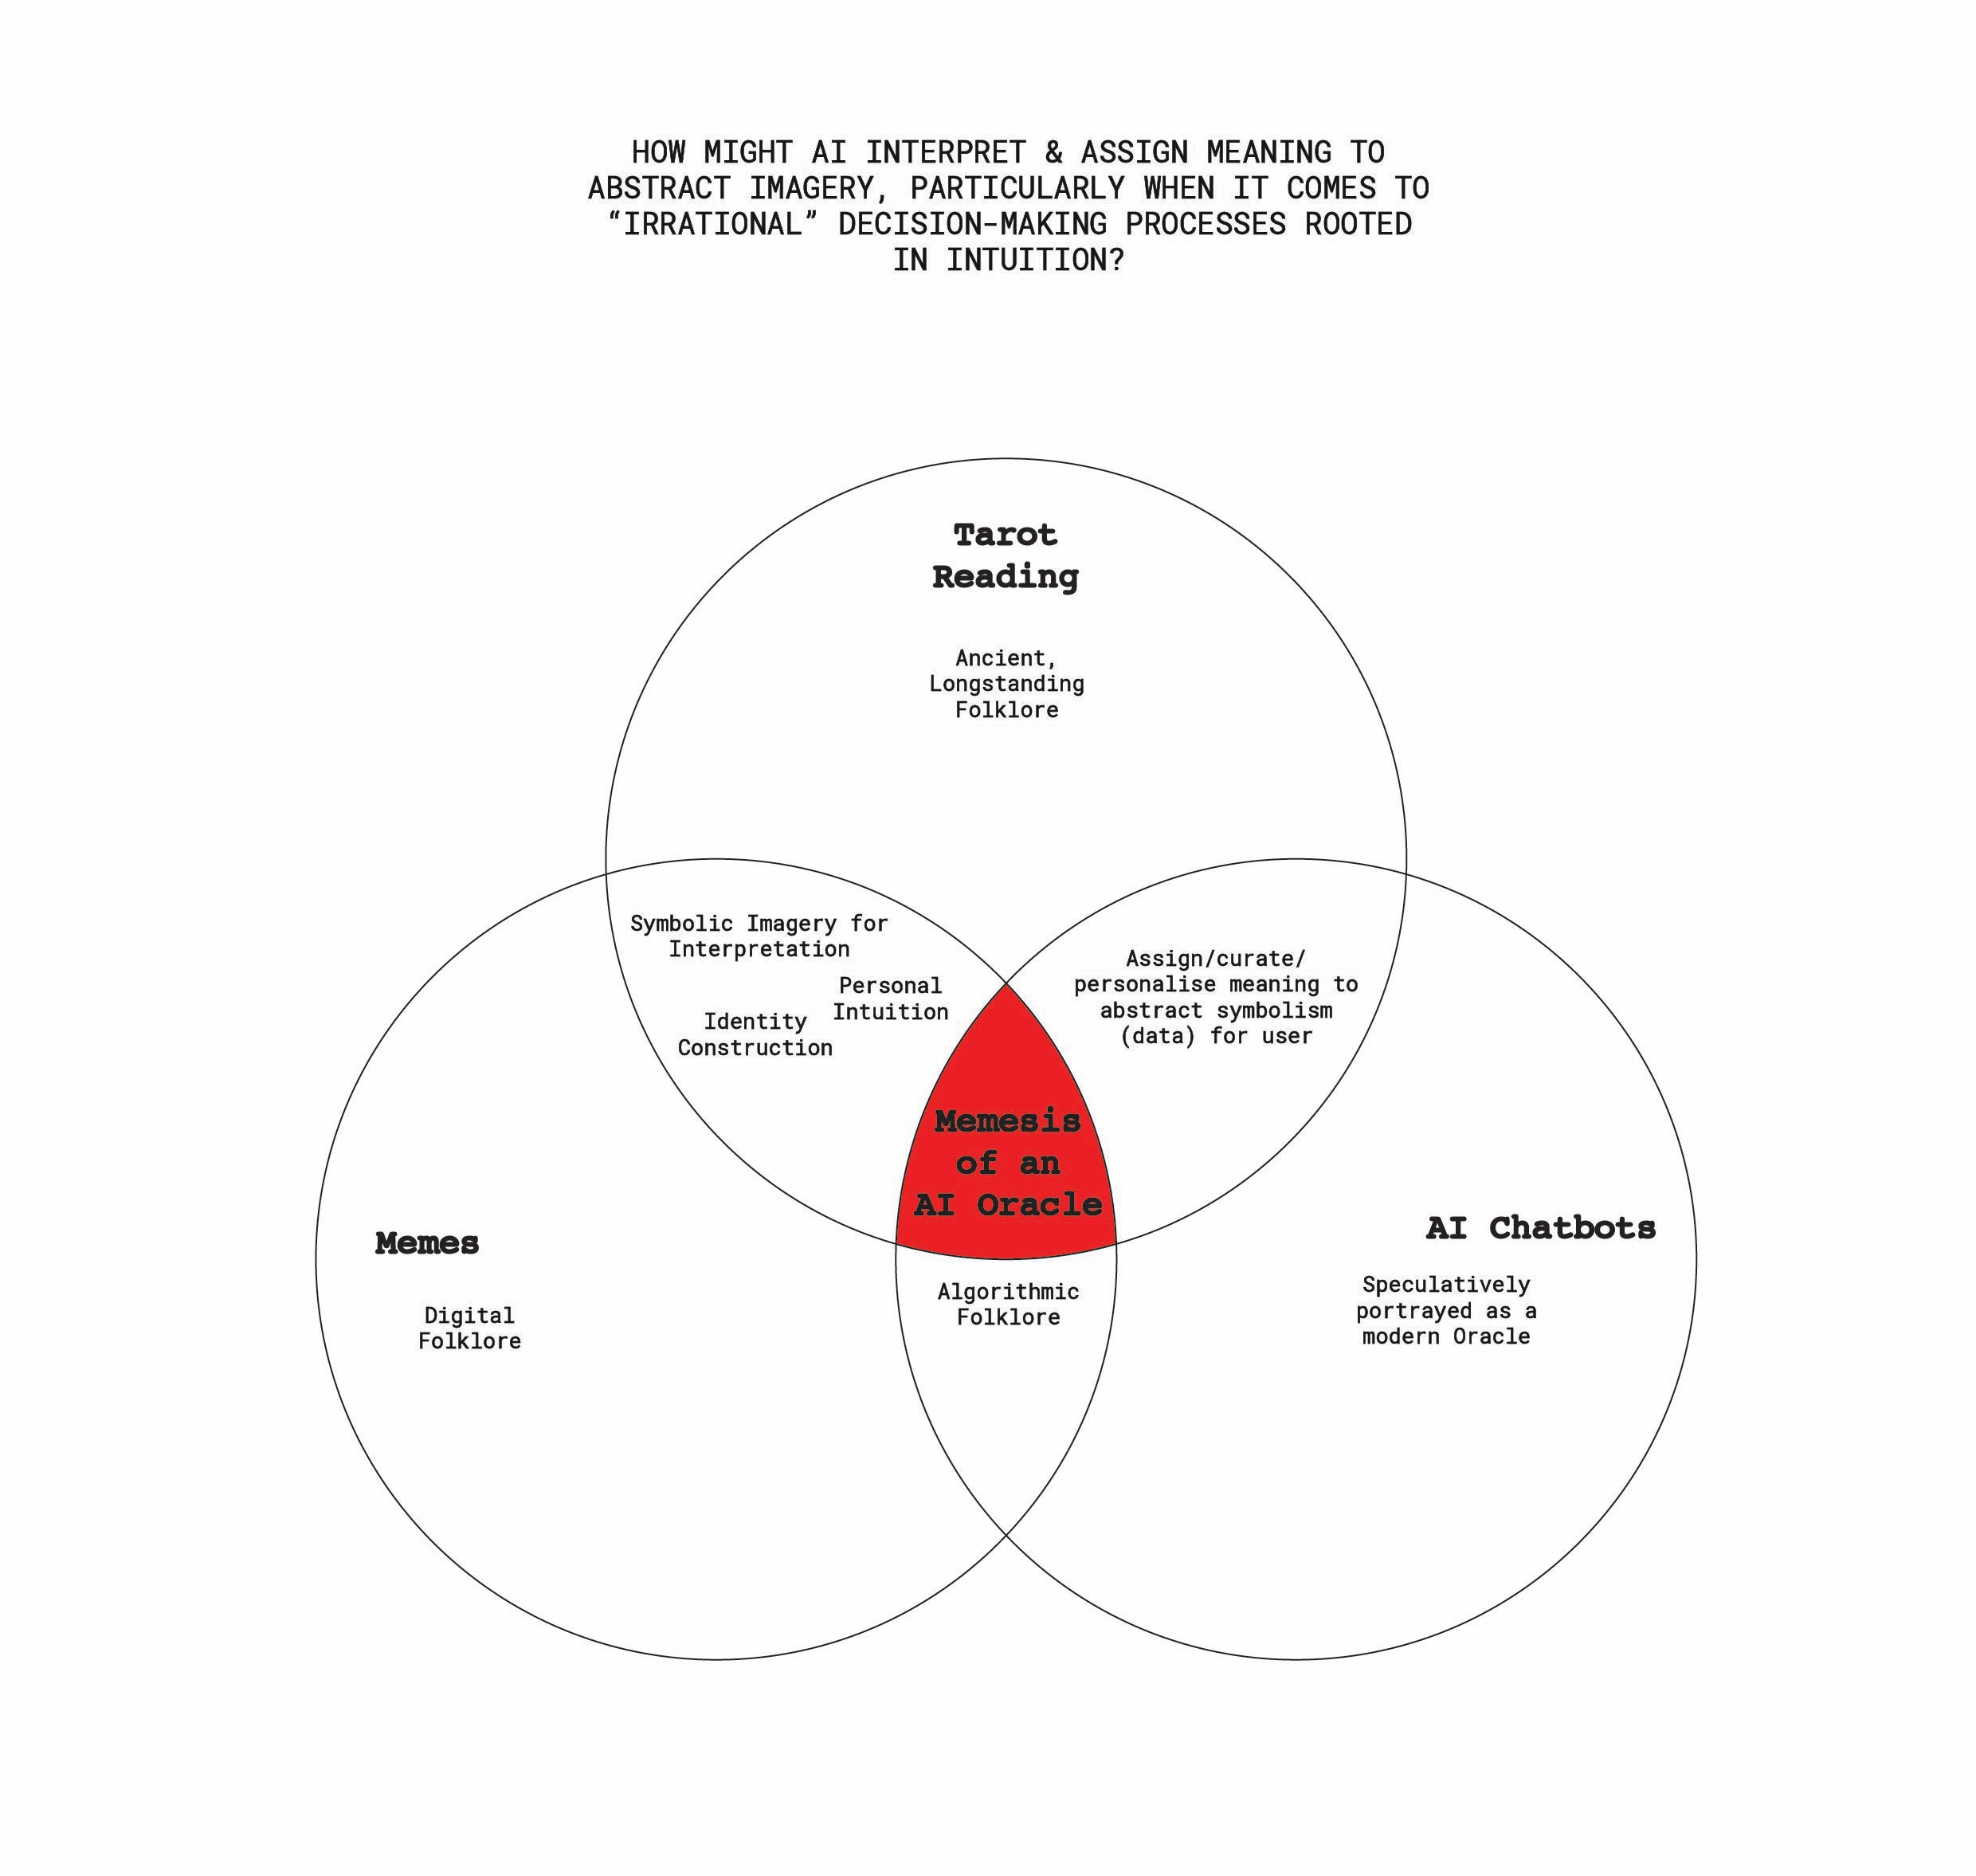 HOW MIGHT AI INTERPRET & ASSIGN MEANING TO
ABSTRACT IMAGERY, PARTICULARLY WHEN IT COMES TO
“IRRATIONAL” DECISION-MAKING PROCESSES ROOTED
IN INTUITION?
Tarot
Reading
Ancient,
Longstanding
Folklore
Symbolic Imagery for
Interpretation
Personal
Intuition
Identity
Construction
Assign/curate/
personalise meaning to
abstract symbolism
(data) for user
Memesis
of an
AI Oracle
Memes
Digital
Folklore
Algorithmic
Folklore
AI Chatbots
Speculatively
portrayed as a
modern Oracle